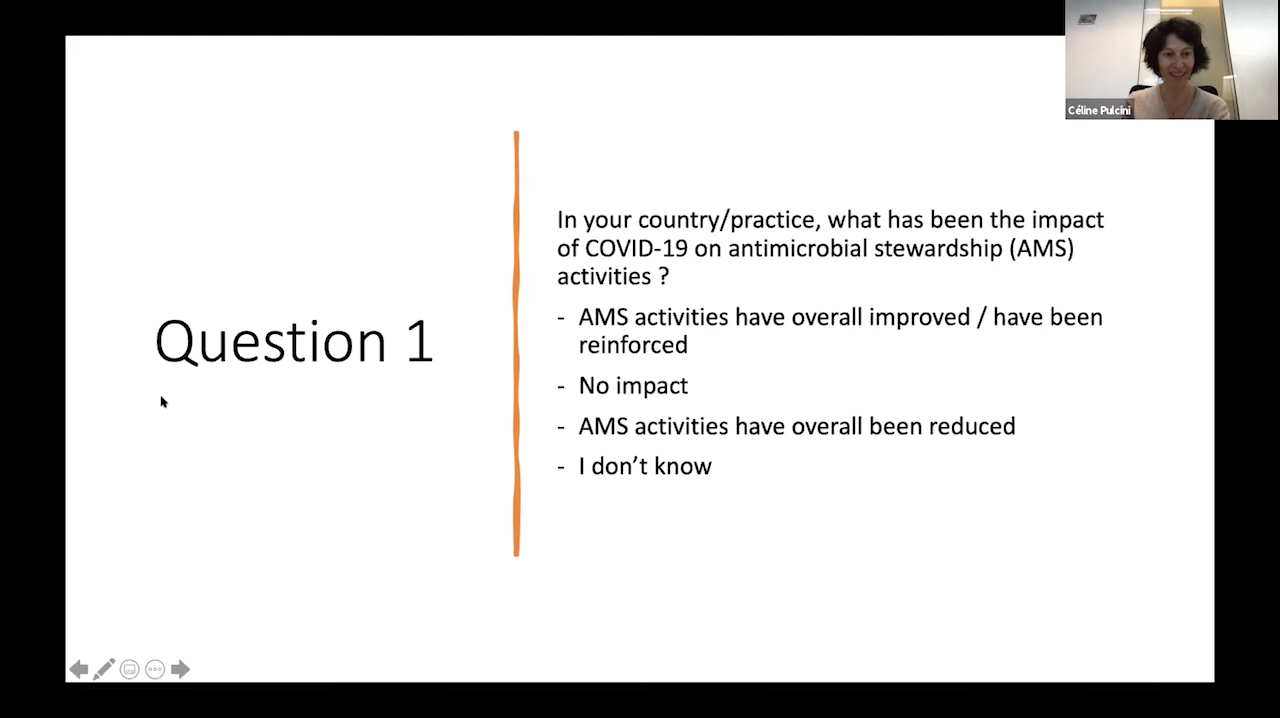 Céline Pulcini
Question 1
In your country/practice, what has been the impact
of COVID-19 on antimicrobial stewardship (AMS)
activities ?
- AMS activities have overall improved / have been
reinforced
- No impact
- AMS activities have overall been reduced
- I don’t know